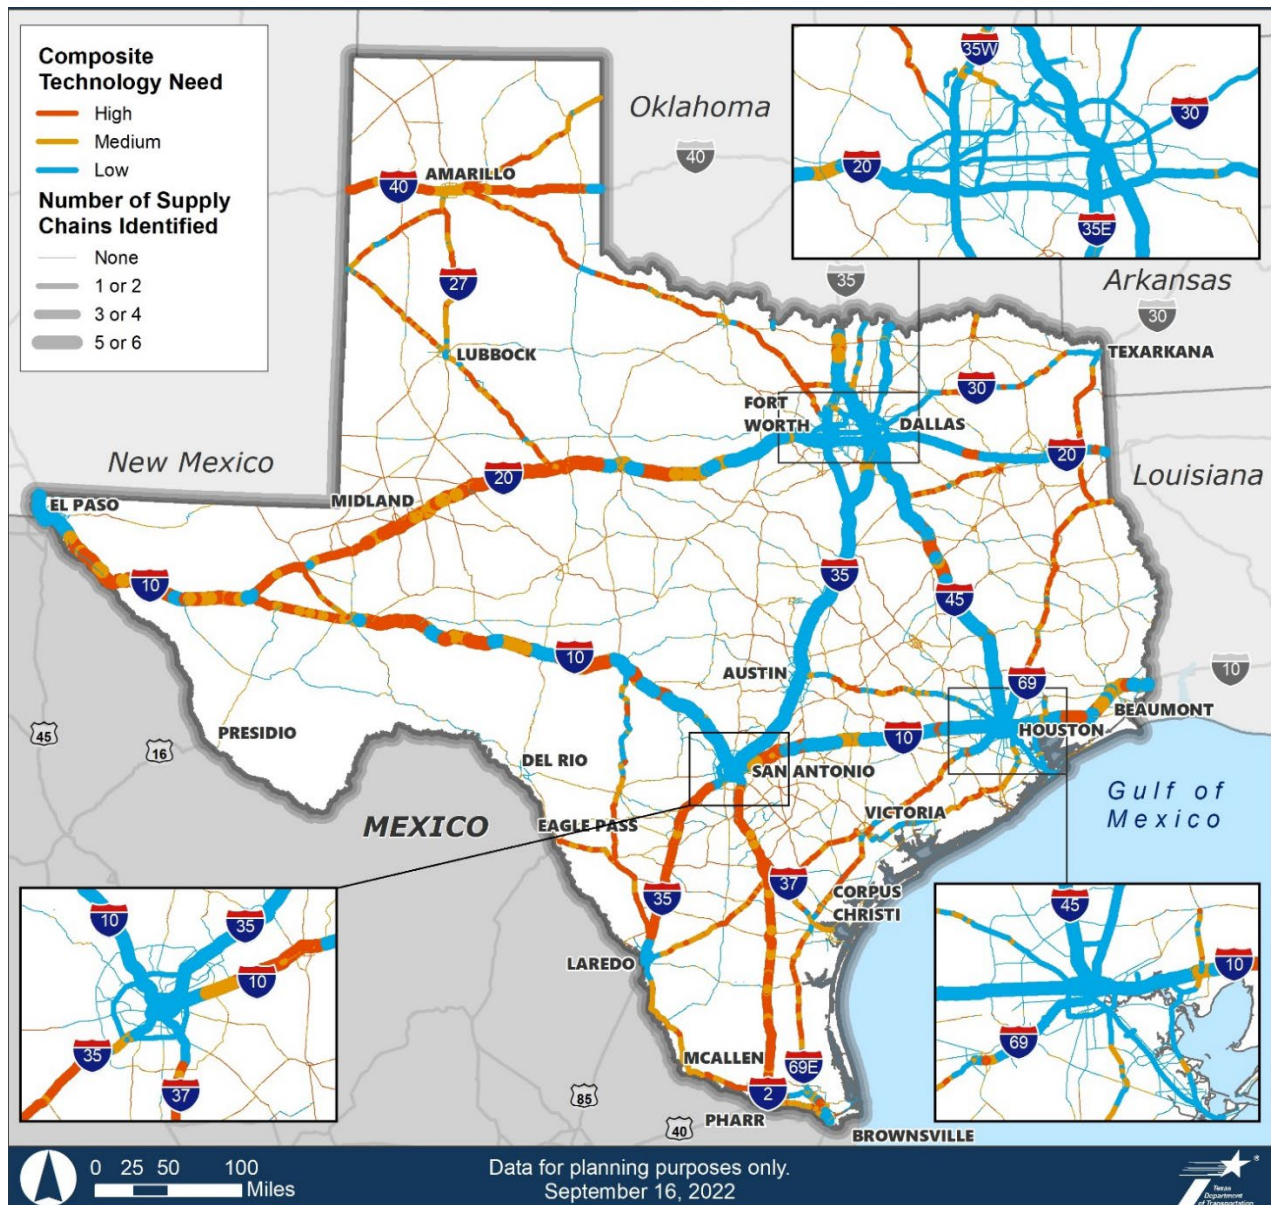 Composite
Technology Need
High
Medium
Low
Number of Supply
Chains Identified
None
1 or 2
3 or 4
5 or 6
35W
30
20
35E
Oklahoma
40
AMARILLO
40
27
LUBBOCK
35
Arkansas
30
TEXARKANA
30
FORT
WORTH
DALLAS
20
Louisiana
New Mexico
20
MIDLAND
EL PASO
10
35
45
10
AUSTIN
69
10
BEAUMONT
PRESIDIO
45
16
DEL RIO
10
HOUSTON
SAN ANTONIO
Gulf of
Mexico
MEXICO
EAGLE PASS
VICTORIA
35
37
CORPUS
CHRISTI
LAREDO
MCALLEN
69E
2
PHARR
BROWNSVILLE
85
40
10
35
10
35
37
45
10
69
0 25 50 100
Miles
Data for planning purposes only.
September 16, 2022
Texas
Department
of Transportation
®